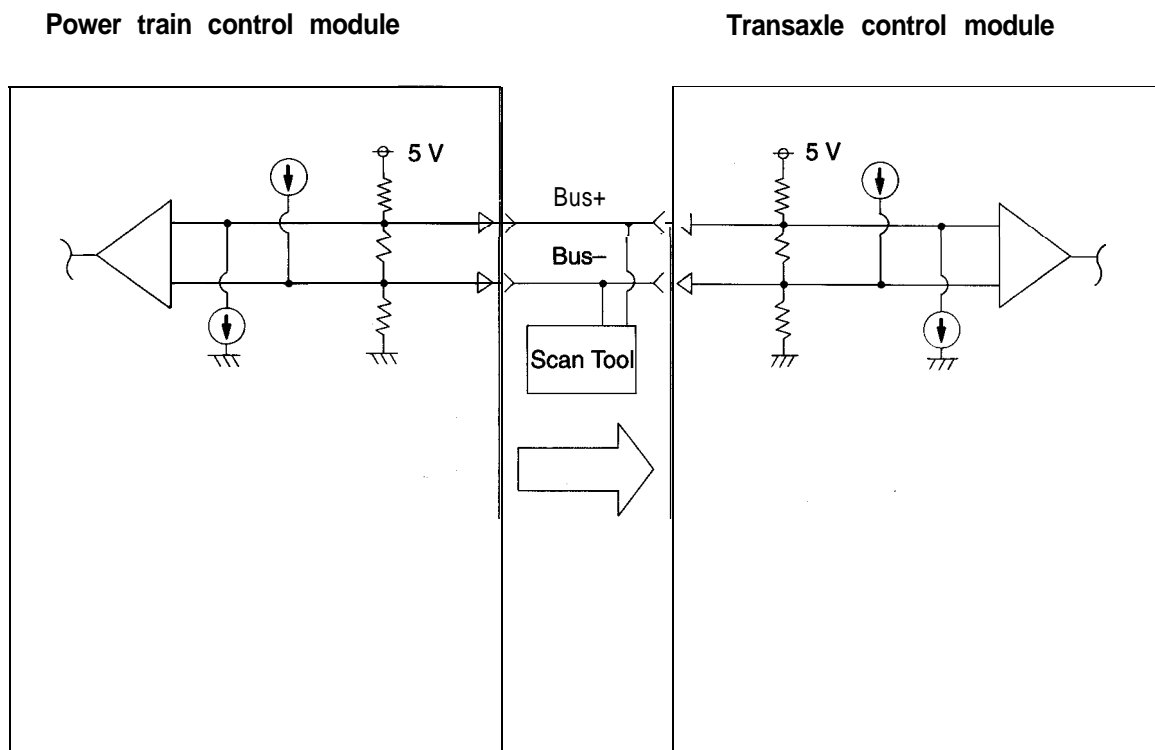 Power train control module
Transaxle control module
5 V
5 V
Bus+
Bus–
Scan Tool